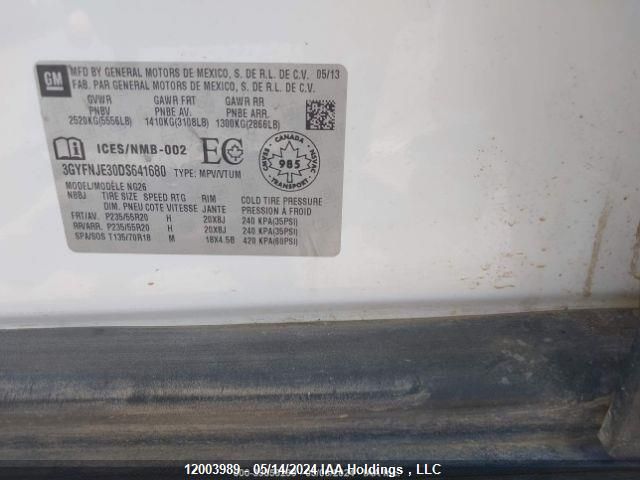 GM
MFD BY GENERAL MOTORS DE MEXICO, S. DE R.L. DE C.V. 05/13
FAB. PAR GENERAL MOTORS DE MEXICO, S. DE R.L. DE C.V.
GVWR GAWR FRT GAWR RR
PNBV PNBE AV. PNBE ARR.
2520KG(5556LB) 1410KG(3108LB) 1300KG(2866LB)
ICES/NMB-002 EC CANADA 985 NSVAC
3GYFNJE30DS641680 TYPE: MPV/VTUM
MODEL/MODÈLE NG26
NBBJ TIRE SIZE SPEED RTG RIM COLD TIRE PRESSURE
DIM. PNEU COTE VITESSE JANTE PRESSION À FROID
FRT/AV. P235/55R20 H 20X8J 240 KPA(35PSI)
RR/ARR. P235/55R20 H 20X8J 240 KPA(35PSI)
SPA/SOS T135/70R18 M 18X4.5B 420 KPA(60PSI)
12003989 05/14/2024 IAA Holdings , LLC